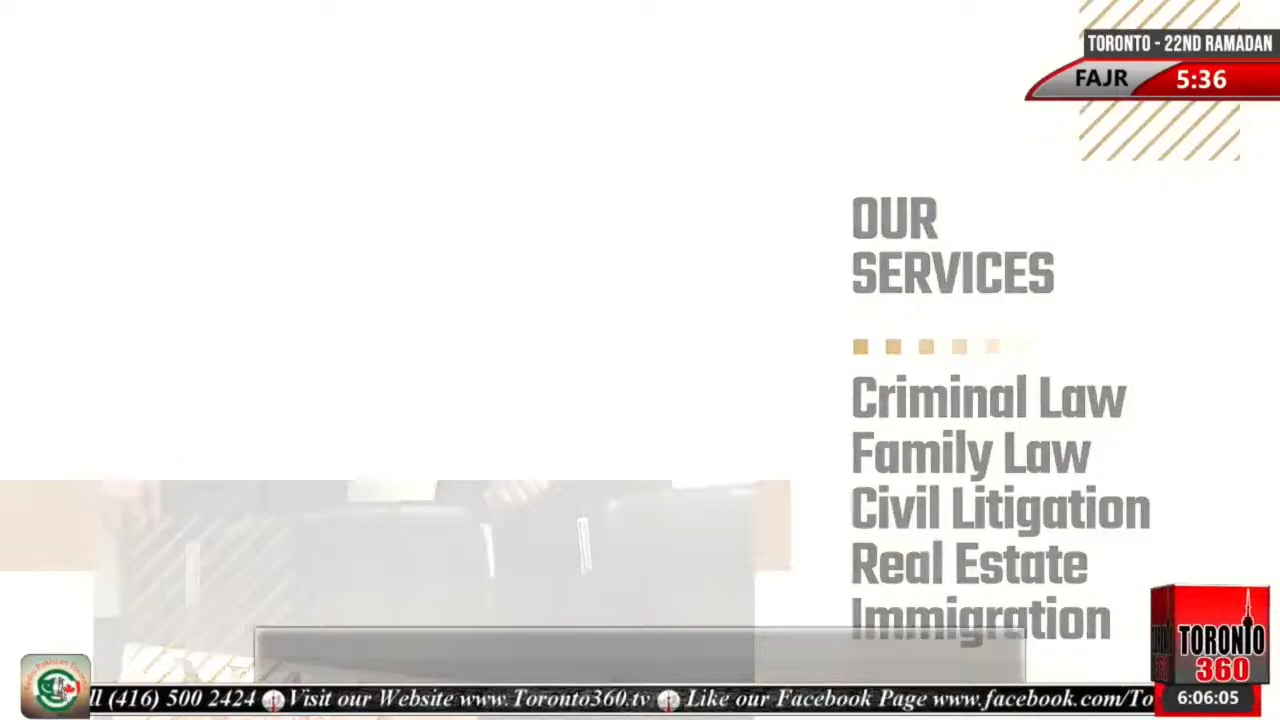 TORONTO - 22ND RAMADAN
FAJR 5:36
OUR
SERVICES
Criminal Law
Family Law
Civil Litigation
Real Estate
Immigration
TORONTO
360
6:06:05
ll (416) 500 2424 Visit our Website www.Toronto360.tv Like our Facebook Page www.facebook.com/To